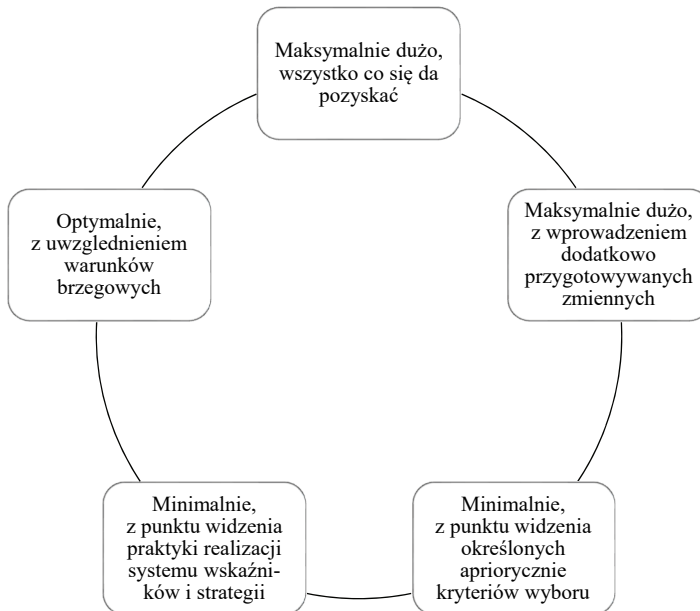 Maksymalnie dużo,
wszystko co się da
pozyskać
Maksymalnie dużo,
z wprowadzeniem
dodatkowo
przygotowywanych
zmiennych
Minimalnie,
z punktu widzenia
określonych
apriorycznie
kryteriów wyboru
Minimalnie,
z punktu widzenia
praktyki realizacji
systemu wskaźni-
ków i strategii
Optymalnie,
z uwzglednieniem
warunków
brzegowych